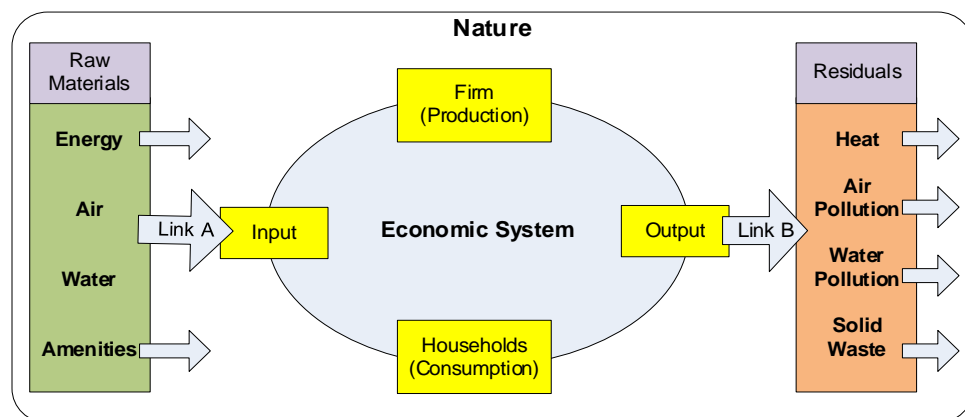 Nature
Raw
Materials
Energy
Air
Water
Amenities
Link A
Input
Firm
(Production)
Economic System
Households
(Consumption)
Output
Link B
Residuals
Heat
Air
Pollution
Water
Pollution
Solid
Waste